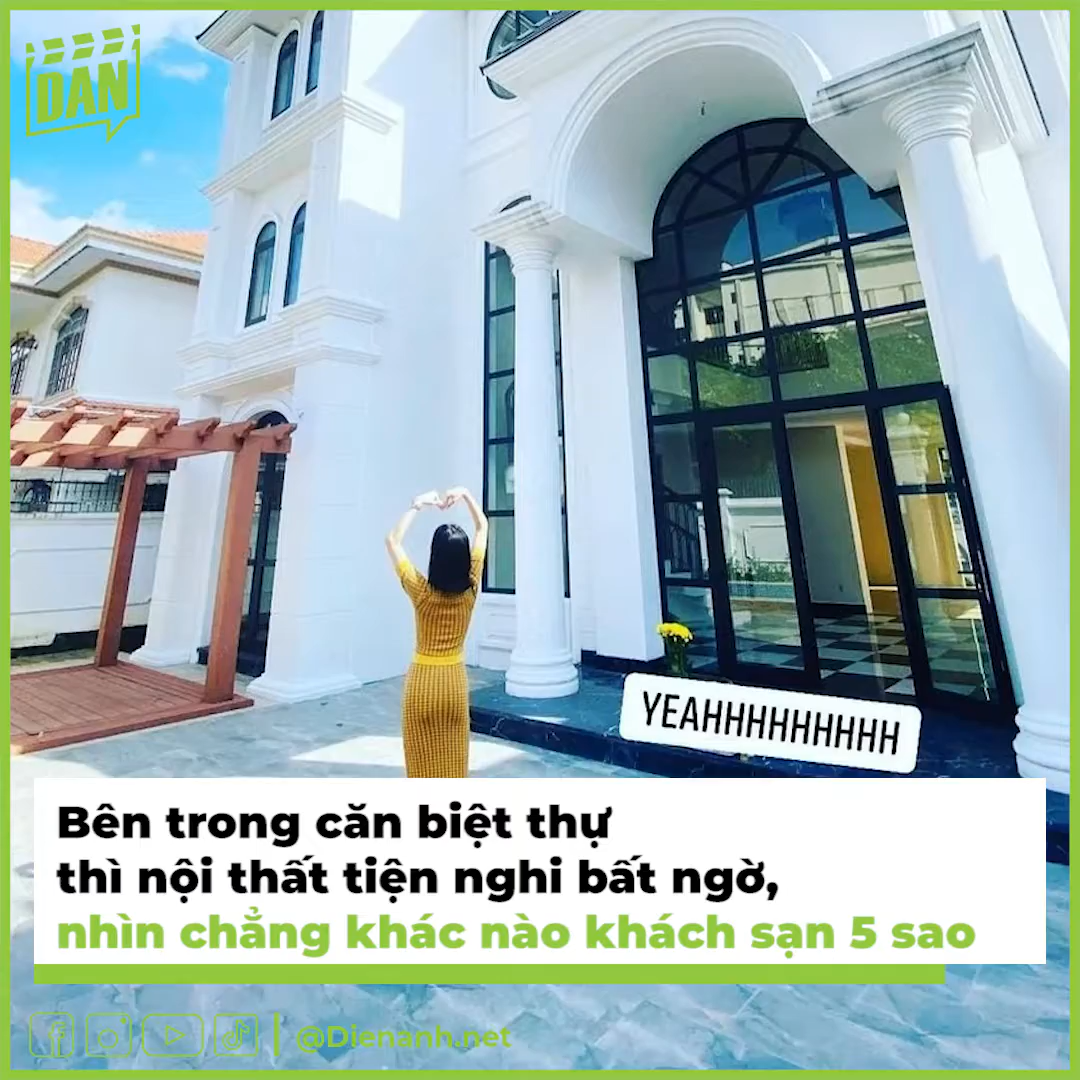 DAN
YEAHHHHHHHHHH
Bên trong căn biệt thự
thì nội thất tiện nghi bất ngờ,
nhìn chẳng khác nào khách sạn 5 sao
@Dienanh.net